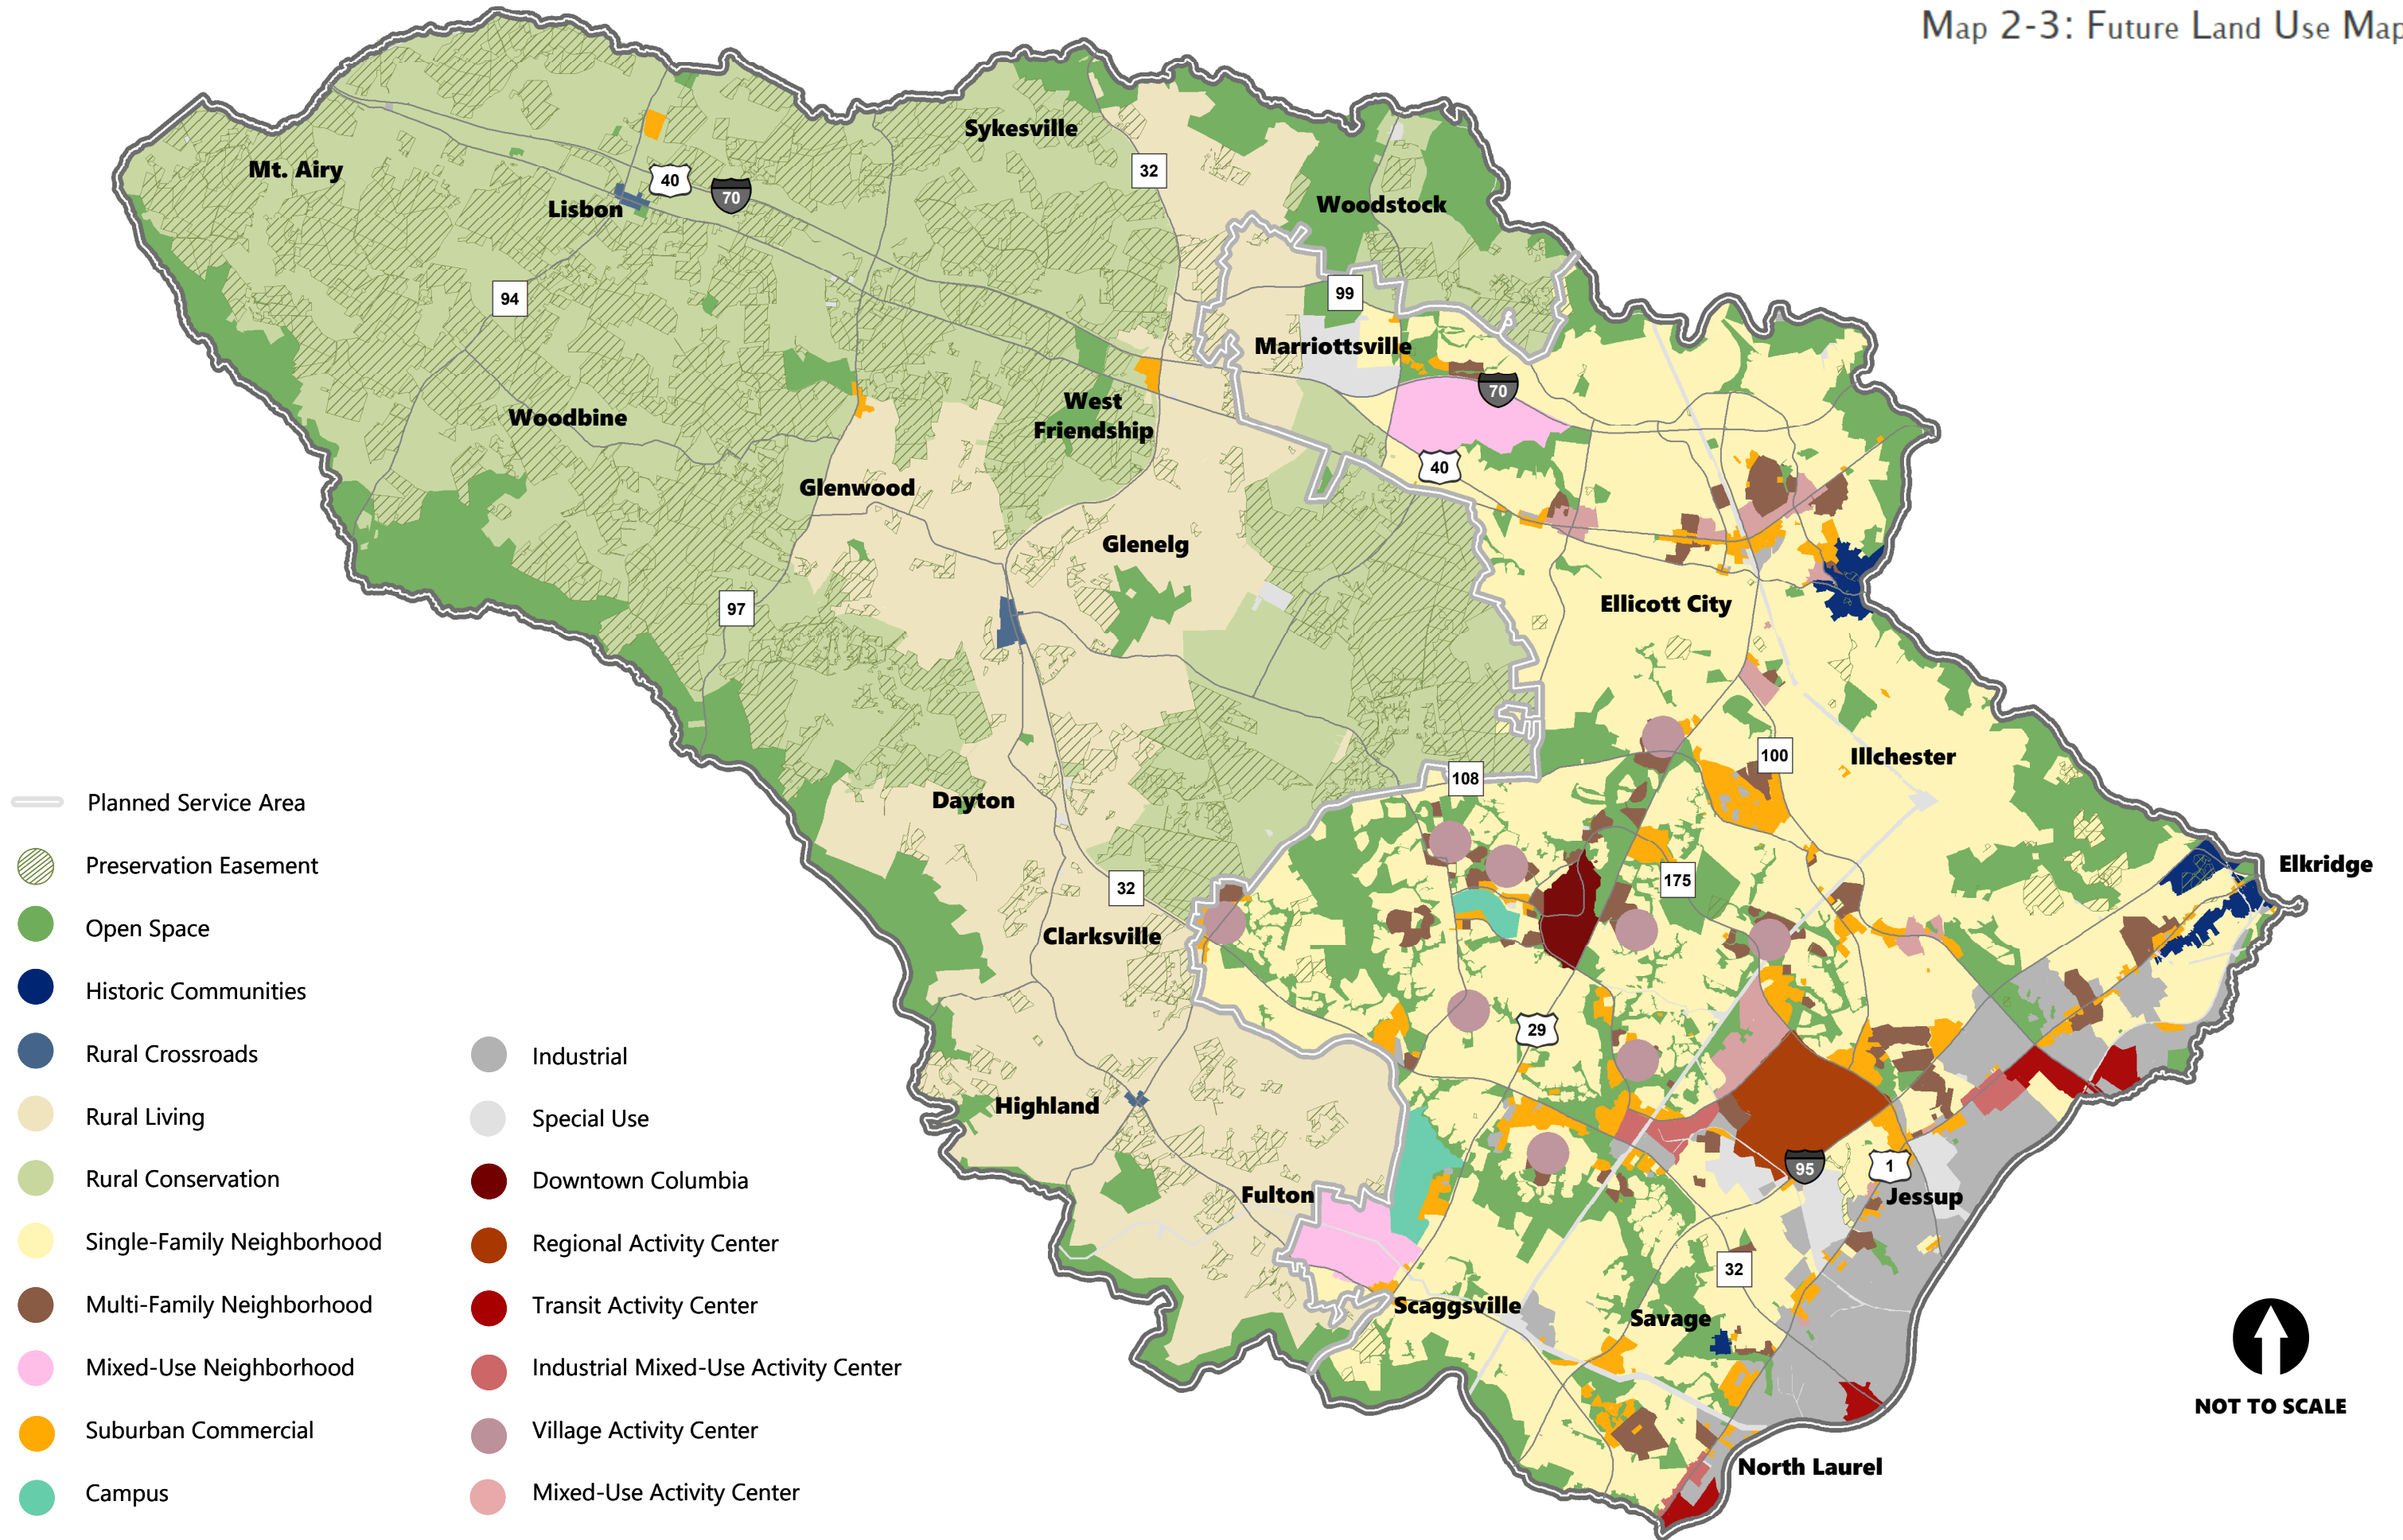 Map 2-3: Future Land Use Map
Sykesville
Mt. Airy
32
40
70
Lisbon
Woodstock
94
99
Marriottsville
70
West
Friendship
Woodbine
40
Glenwood
Glenelg
97
Ellicott City
100
Illchester
108
Dayton
Elkridge
175
32
Clarksville
29
Highland
95
1
Jessup
Fulton
32
Scaggsville
Savage
North Laurel
Planned Service Area
Preservation Easement
Open Space
Historic Communities
Rural Crossroads
Rural Living
Rural Conservation
Single-Family Neighborhood
Multi-Family Neighborhood
Mixed-Use Neighborhood
Suburban Commercial
Campus
Industrial
Special Use
Downtown Columbia
Regional Activity Center
Transit Activity Center
Industrial Mixed-Use Activity Center
Village Activity Center
Mixed-Use Activity Center
NOT TO SCALE